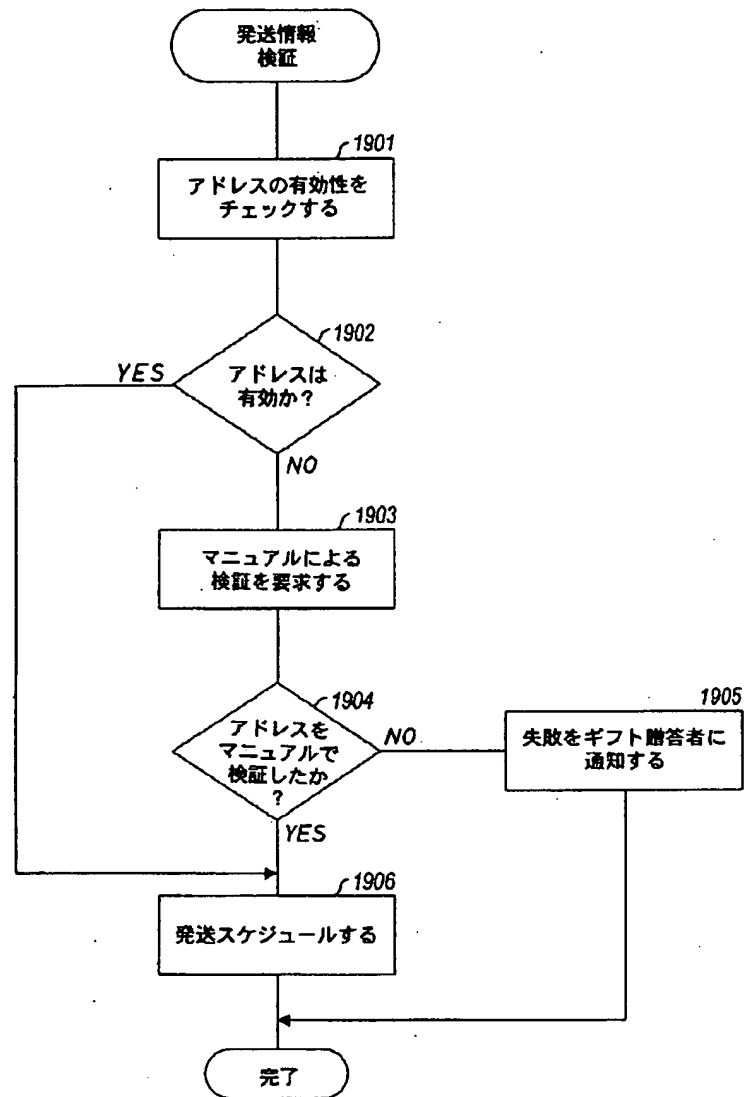 発送情報
検証
1901
アドレスの有効性を
チェックする
1902
YES
アドレスは
有効か?
NO
1903
マニュアルによる
検証を要求する
1904
アドレスを
マニュアルで
検証したか
?
NO
1905
失敗をギフト贈答者に
通知する
YES
1906
発送スケジュールする
完了